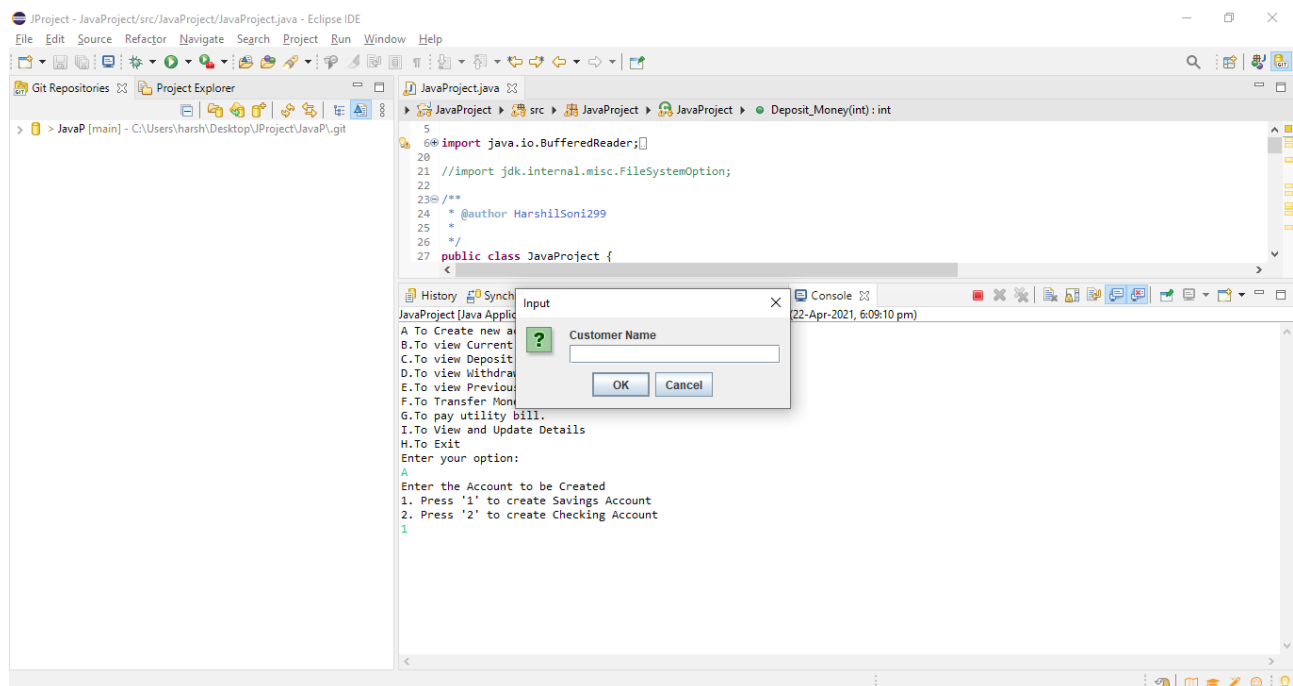 JProject - JavaProject/src/JavaProject/JavaProject.java - Eclipse IDE
File Edit Source Refactor Navigate Search Project Run Window Help
Git Repositories Project Explorer
> JavaP [main] - C:\Users\harsh\Desktop\JProject\JavaP\.git
JavaProject.java
JavaProject src JavaProject JavaProject Deposit_Money(int) : int
5
6 import java.io.BufferedReader;
20
21 //import jdk.internal.misc.FileSystemOption;
22
23 /**
24 * @author HarshilSoni299
25 *
26 */
27 public class JavaProject {
History Synch Console
JavaProject [Java Applic (22-Apr-2021, 6:09:10 pm)
Input
Customer Name
OK Cancel
A To Create new a
B.To view Current
C.To view Deposit
D.To view Withdra
E.To view Previou
F.To Transfer Mon
G.To pay utility bill.
I.To View and Update Details
H.To Exit
Enter your option:
A
Enter the Account to be Created
1. Press '1' to create Savings Account
2. Press '2' to create Checking Account
1